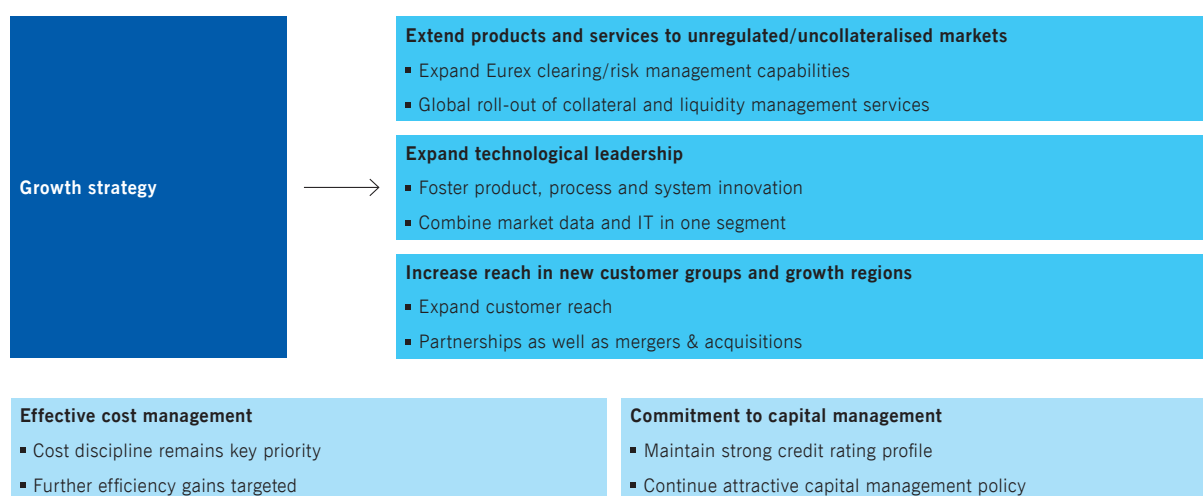 Growth strategy
Extend products and services to unregulated/uncollateralised markets
▪ Expand Eurex clearing/risk management capabilities
▪ Global roll-out of collateral and liquidity management services
Expand technological leadership
▪ Foster product, process and system innovation
▪ Combine market data and IT in one segment
Increase reach in new customer groups and growth regions
▪ Expand customer reach
▪ Partnerships as well as mergers & acquisitions
Effective cost management
▪ Cost discipline remains key priority
▪ Further efficiency gains targeted
Commitment to capital management
▪ Maintain strong credit rating profile
▪ Continue attractive capital management policy